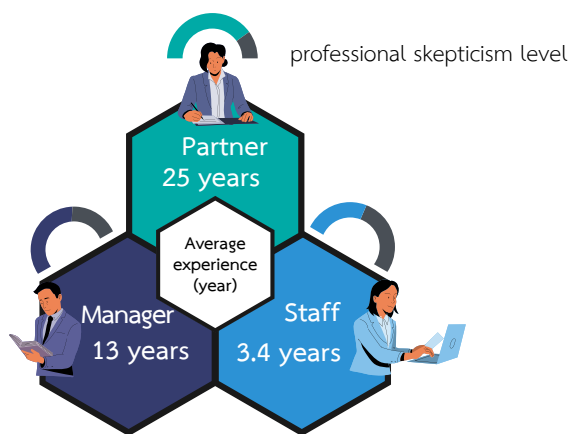 professional skepticism level
Partner
25 years
Average
experience
(year)
Manager
13 years
Staff
3.4 years